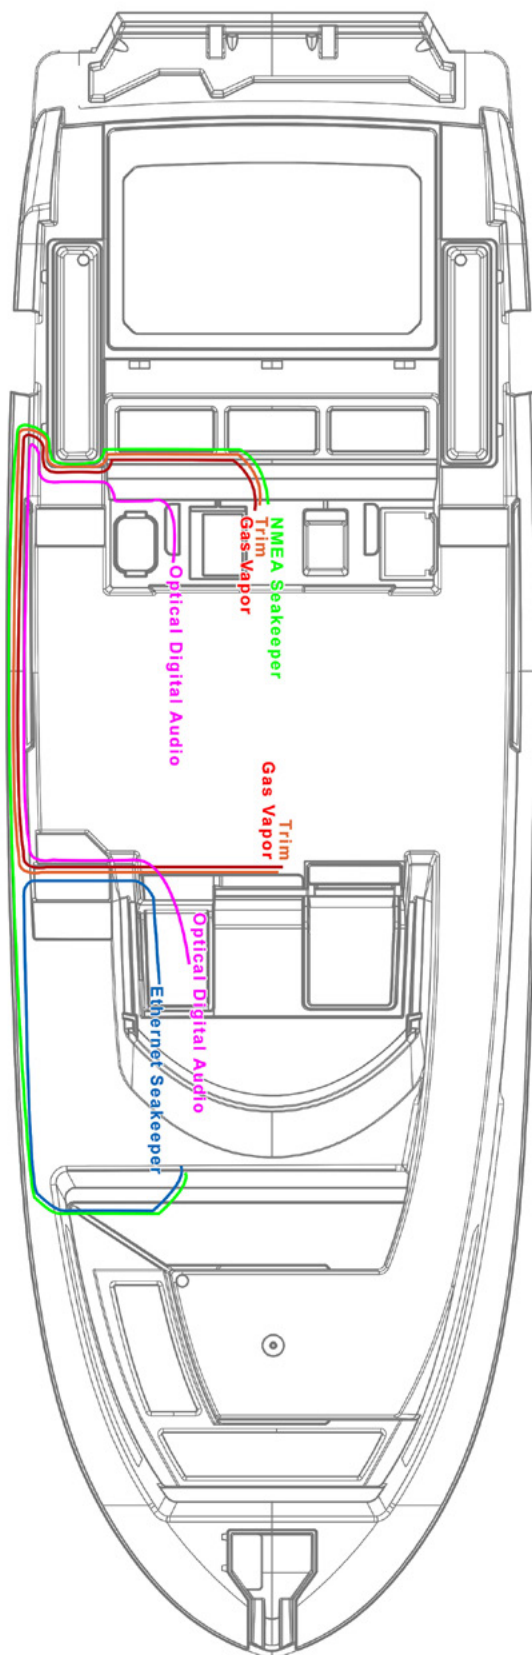 NMEA Seakeeper
Trim
Gas Vapor
Optical Digital Audio
Trim
Gas Vapor
Optical Digital Audio
Ethernet Seakeeper